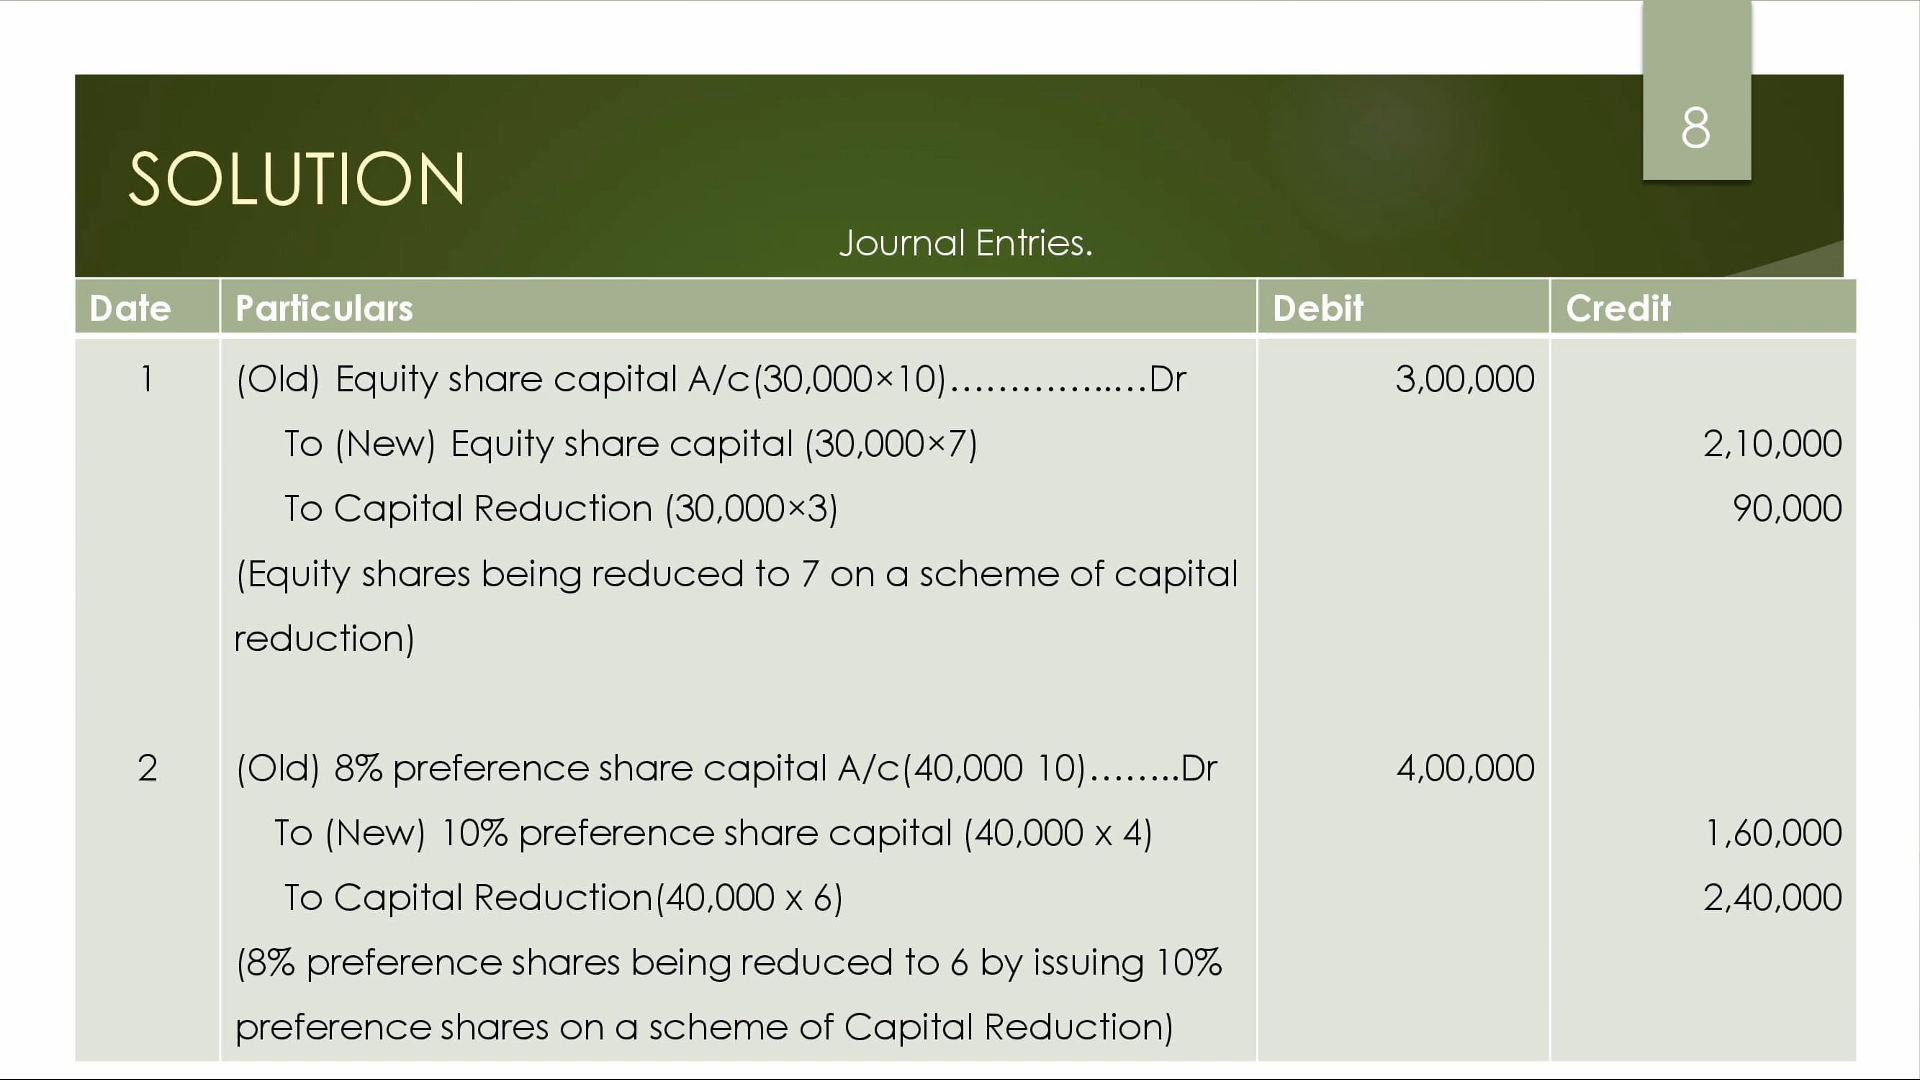 8
SOLUTION
Journal Entries.
Date Particulars Debit Credit
1 (Old) Equity share capital A/c(30,000×10)…………..…Dr 3,00,000
To (New) Equity share capital (30,000×7) 2,10,000
To Capital Reduction (30,000×3) 90,000
(Equity shares being reduced to 7 on a scheme of capital
reduction)
2 (Old) 8% preference share capital A/c(40,000 10)……..Dr 4,00,000
To (New) 10% preference share capital (40,000 x 4) 1,60,000
To Capital Reduction(40,000 x 6) 2,40,000
(8% preference shares being reduced to 6 by issuing 10%
preference shares on a scheme of Capital Reduction)